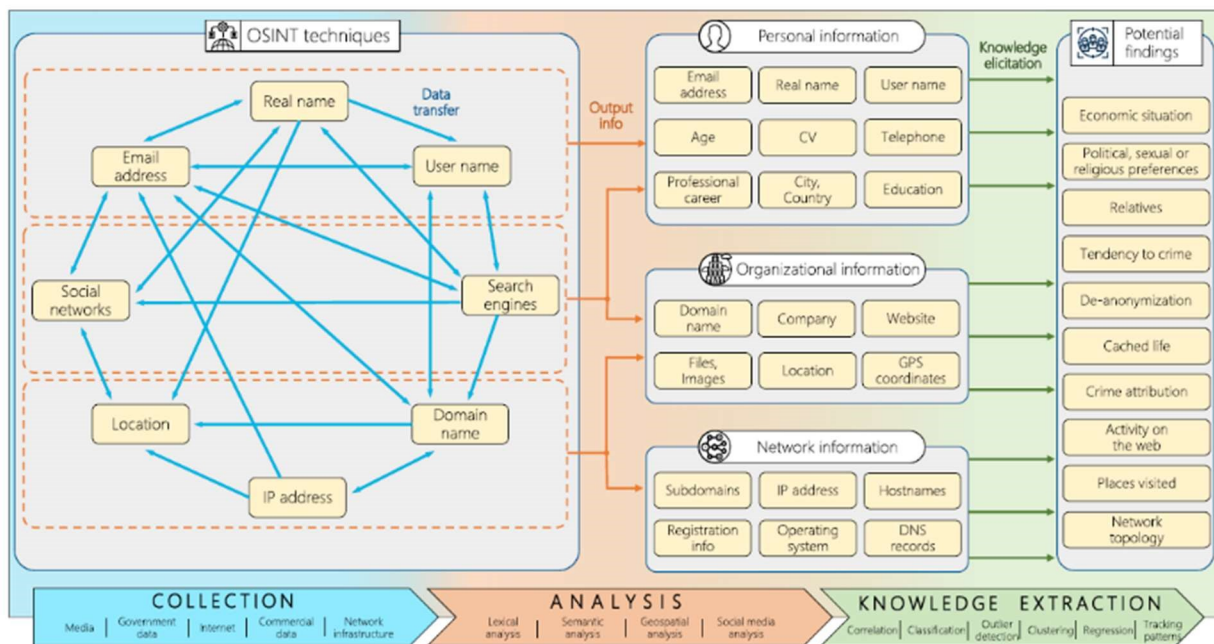 OSINT techniques
Real name
Data
transfer
Email
address
User name
Social
networks
Search
engines
Location
Domain
name
IP address
Output
info
Personal information
Email
address
Real name
User name
Age
CV
Telephone
Professional
career
City,
Country
Education
Organizational information
Domain
name
Company
Website
Files,
Images
Location
GPS
coordinates
Network information
Subdomains
IP address
Hostnames
Registration
info
Operating
system
DNS
records
Knowledge
elicitation
Potential
findings
Economic situation
Political, sexual or
religious preferences
Relatives
Tendency to crime
De-anonymization
Cached life
Crime attribution
Activity on
the web
Places visited
Network
topology
COLLECTION
Media
Government
data
Internet
Commercial
data
Network
infrastructure
ANALYSIS
Lexical
analysis
Semantic
analysis
Geospatial
analysis
Social media
analysis
KNOWLEDGE EXTRACTION
Correlation
Classification
Outlier
detection
Clustering
Regression
Tracking
patterns